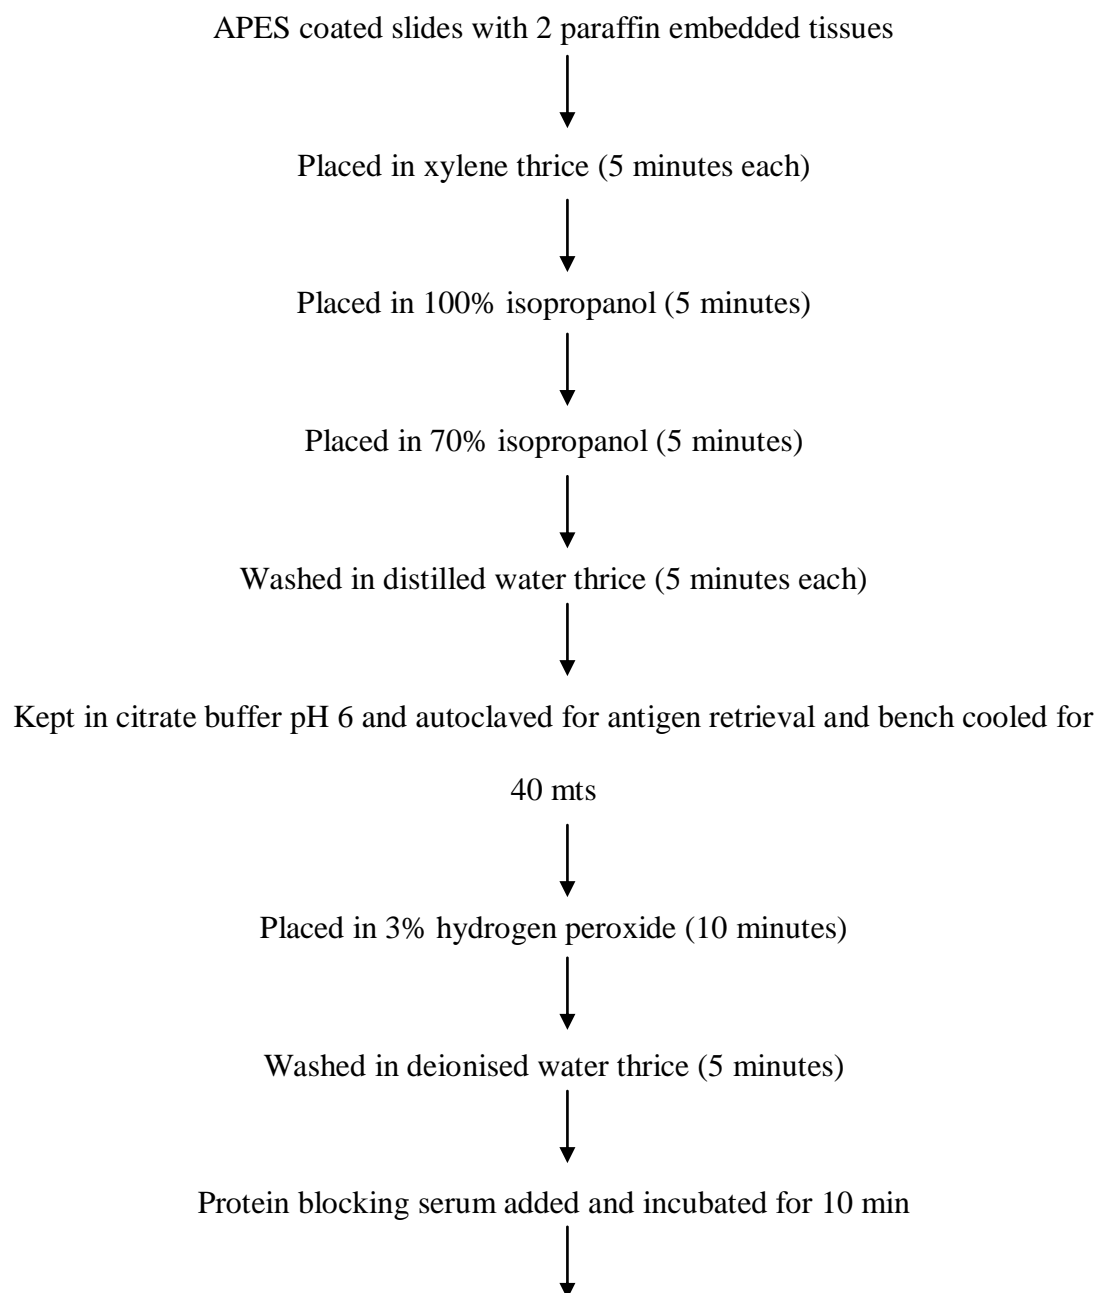 APES coated slides with 2 paraffin embedded tissues
Placed in xylene thrice (5 minutes each)
Placed in 100% isopropanol (5 minutes)
Placed in 70% isopropanol (5 minutes)
Washed in distilled water thrice (5 minutes each)
Kept in citrate buffer pH 6 and autoclaved for antigen retrieval and bench cooled for
40 mts
Placed in 3% hydrogen peroxide (10 minutes)
Washed in deionised water thrice (5 minutes)
Protein blocking serum added and incubated for 10 min